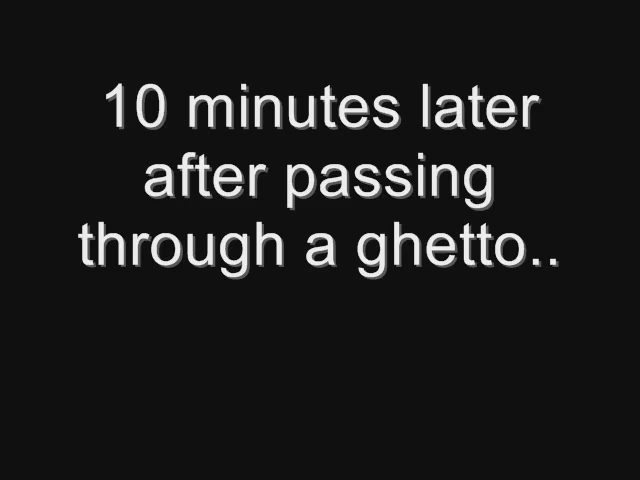 10 minutes later
after passing
through a ghetto..